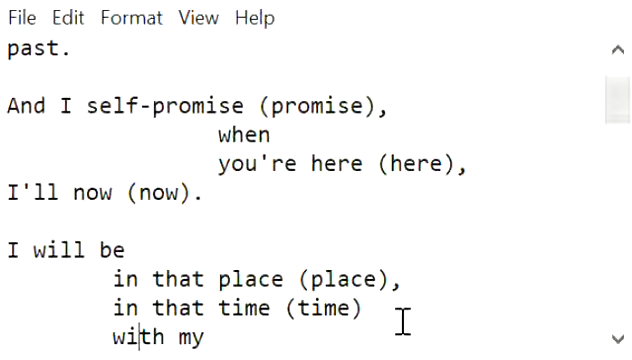 File Edit Format View Help
past.
And I self-promise (promise),
when
you're here (here),
I'll now (now).
I will be
in that place (place),
in that time (time)
with my